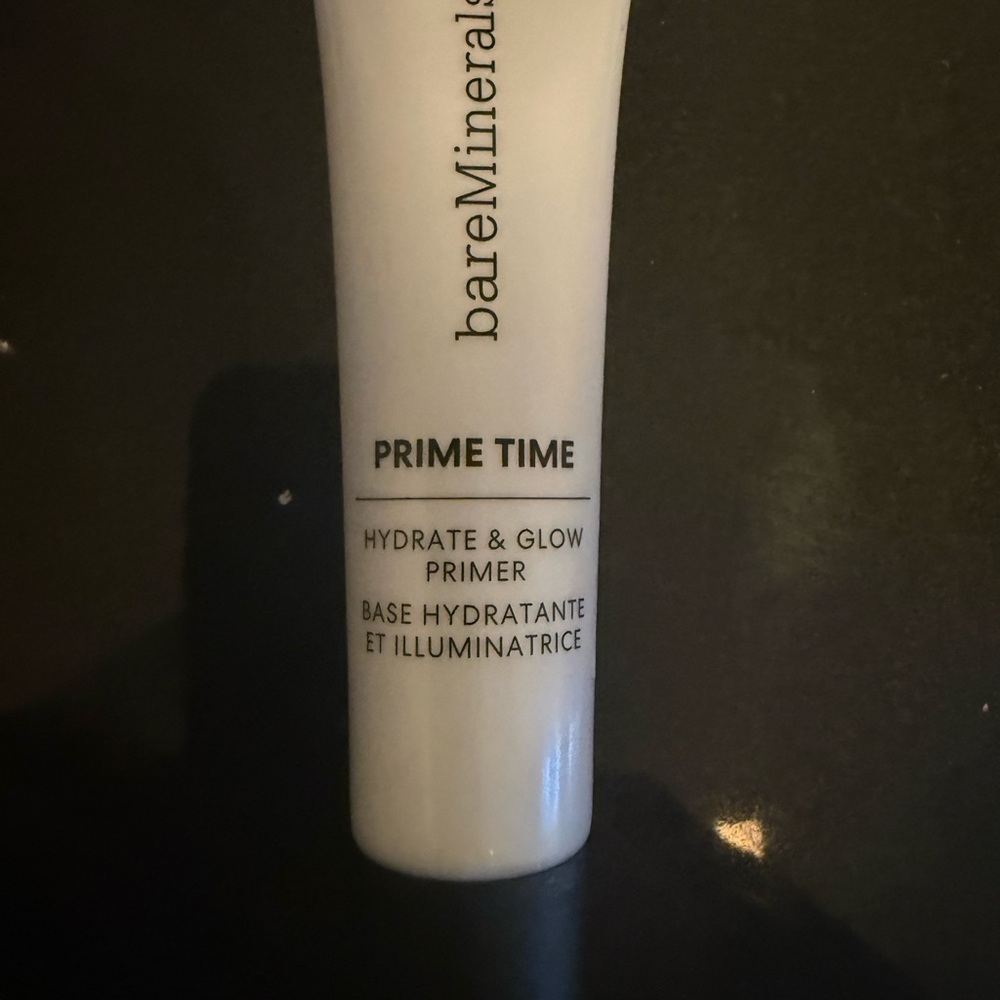 bareMinerals
PRIME TIME
HYDRATE & GLOW
PRIMER
BASE HYDRATANTE
ET ILLUMINATRICE